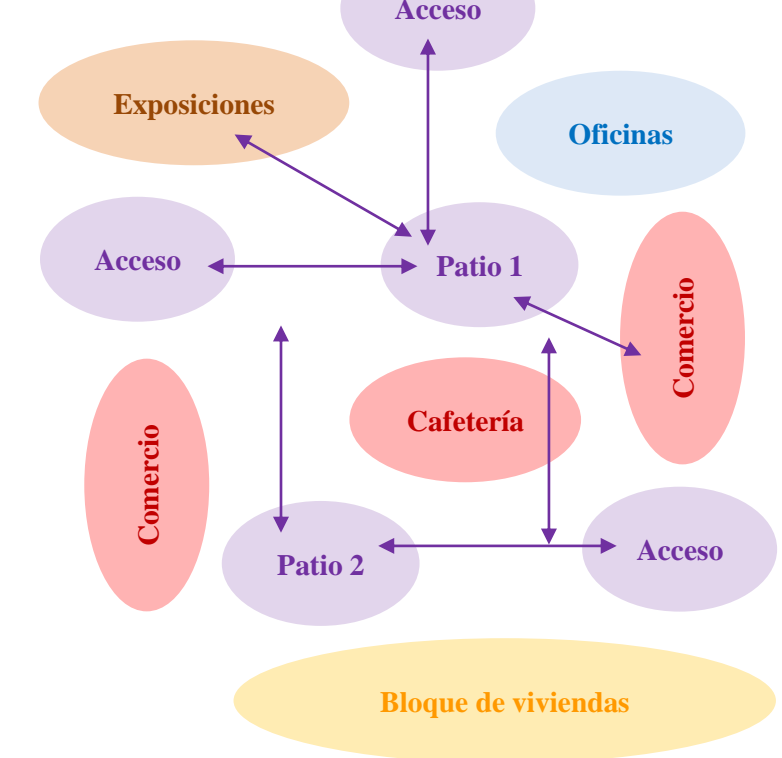 Acceso
Exposiciones
Oficinas
Acceso
Patio 1
Comercio
Cafetería
Comercio
Patio 2
Acceso
Bloque de viviendas